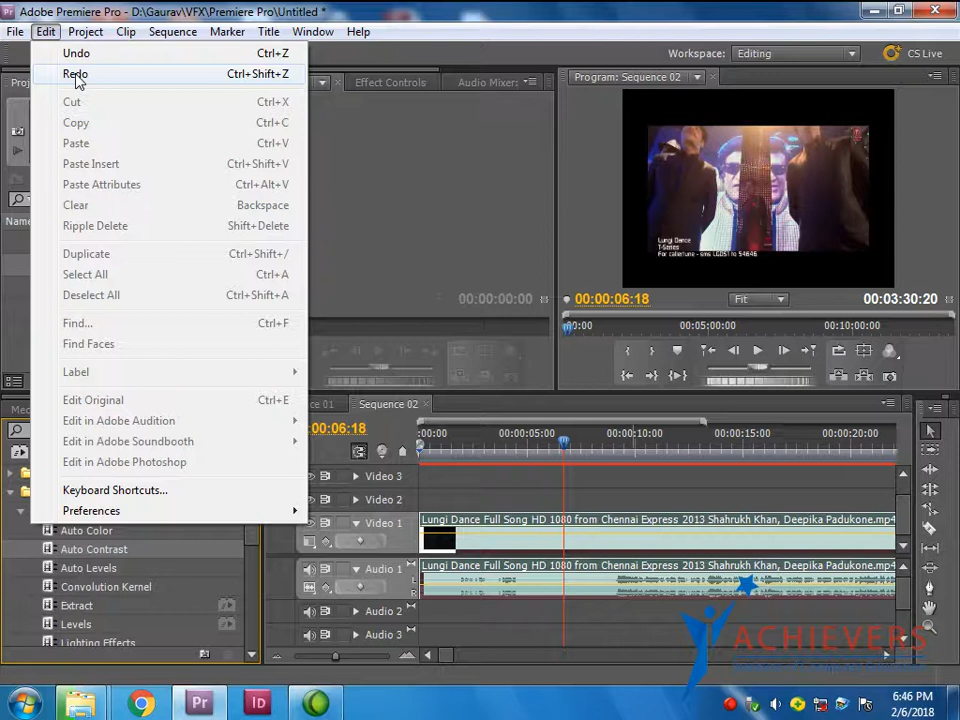 Adobe Premiere Pro - D:\Gaurav\VFX\Premiere Pro\Untitled *
File Edit Project Clip Sequence Marker Title Window Help
Workspace: Editing CS Live
Undo Ctrl+Z
Redo Ctrl+Shift+Z
Cut Ctrl+X
Copy Ctrl+C
Paste Ctrl+V
Paste Insert Ctrl+Shift+V
Paste Attributes Ctrl+Alt+V
Clear Backspace
Ripple Delete Shift+Delete
Duplicate Ctrl+Shift+/
Select All Ctrl+A
Deselect All Ctrl+Shift+A
Find... Ctrl+F
Find Faces
Label
Edit Original Ctrl+E
Edit in Adobe Audition
Edit in Adobe Soundbooth
Edit in Adobe Photoshop
Keyboard Shortcuts...
Preferences
Effect Controls Audio Mixer:
00:00:00:00
Program: Sequence 02
Lungi Dance
T-Series
For callertune - sms LGD51 to 54646
00:00:06:18 Fit 00:03:30:20
00:00 00:05:00:00 00:10:00:00
Sequence 02
00:00:06:18
00:00 00:00:05:00 00:00:10:00 00:00:15:00 00:00:20:00
Video 3
Video 2
Video 1 Lungi Dance Full Song HD 1080 from Chennai Express 2013 Shahrukh Khan, Deepika Padukone.mp4
Audio 1 Lungi Dance Full Song HD 1080 from Chennai Express 2013 Shahrukh Khan, Deepika Padukone.mp4
L
R
Audio 2
Audio 3
Auto Color
Auto Contrast
Auto Levels
Convolution Kernel
Extract
Levels
Lighting Effects
ACHIEVERS
Pr Id
6:46 PM
2/6/2018